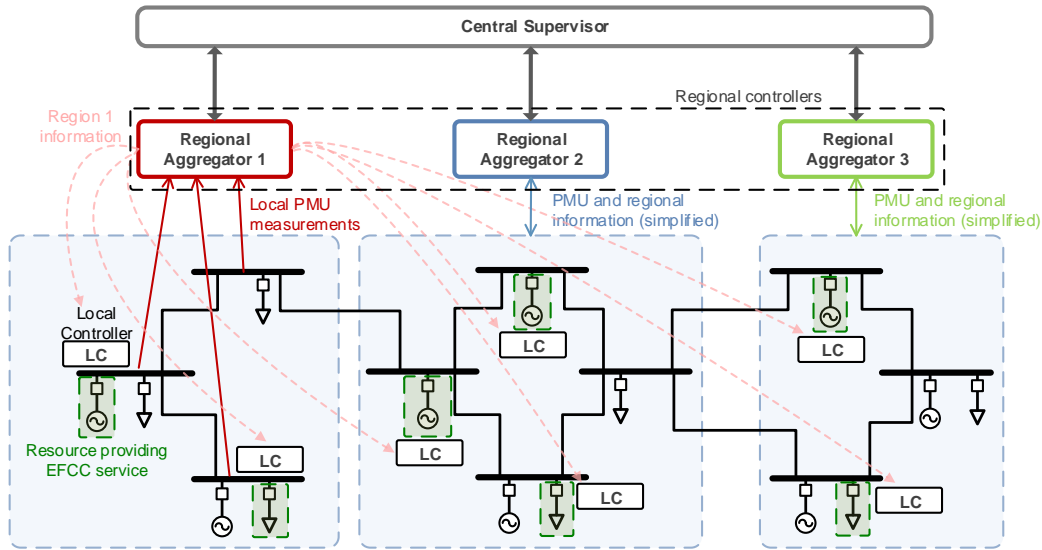 Central Supervisor
Regional controllers
Region 1
information
Regional
Aggregator 1
Regional
Aggregator 2
Regional
Aggregator 3
Local PMU
measurements
PMU and regional
information (simplified)
PMU and regional
information (simplified)
Local
Controller
LC
LC
LC
LC
LC
LC
LC
Resource providing
EFCC service